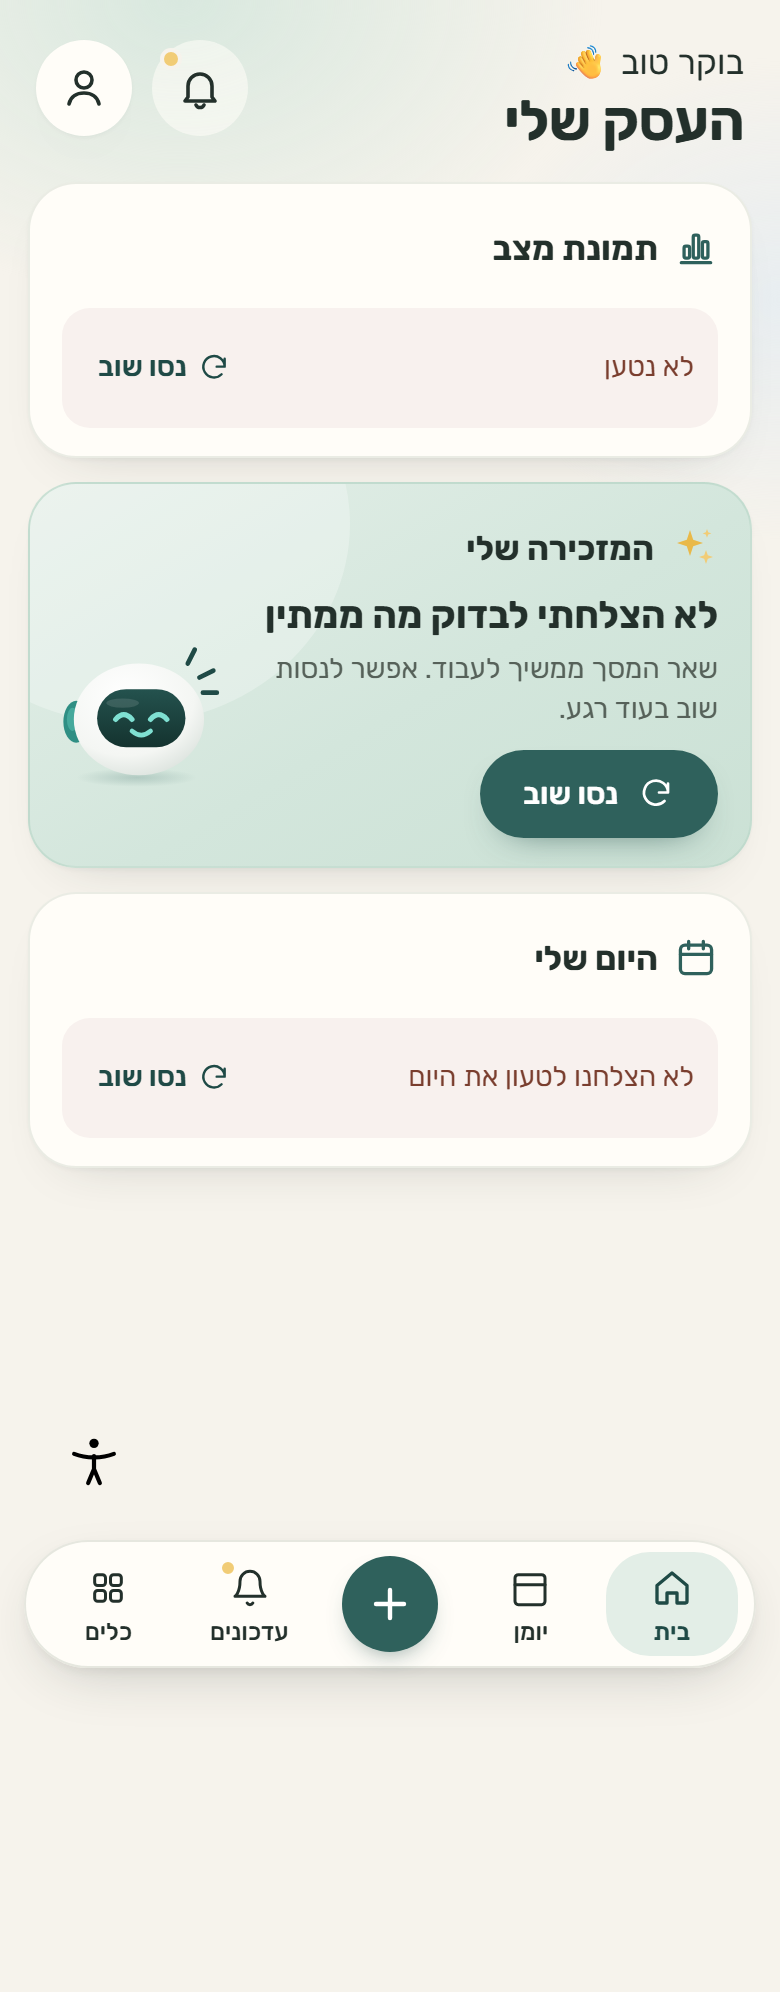 בוקר טוב 👋
העסק שלי
תמונת מצב
לא נטען
נסו שוב
המזכירה שלי
לא הצלחתי לבדוק מה ממתין
שאר המסך ממשיך לעבוד. אפשר לנסות
שוב בעוד רגע.
נסו שוב
היום שלי
לא הצלחנו לטעון את היום
נסו שוב
בית
יומן
עדכונים
כלים